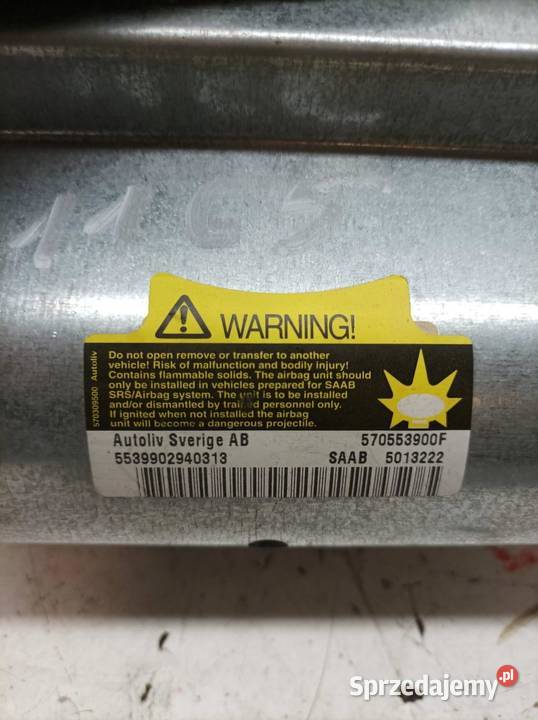 11 C5
WARNING!
Do not open remove or transfer to another
vehicle! Risk of malfunction and bodily injury!
Contains flammable solids. The airbag unit should
only be installed in vehicles prepared for SAAB
SRS/Airbag system. The unit is to be installed
and/or dismantled by trained personnel only.
If ignited when not installed the airbag
unit will become a dangerous projectile.
570309500 Autoliv
Autoliv Sverige AB 570553900F
5539902940313 SAAB 5013222
Sprzedajemy.pl